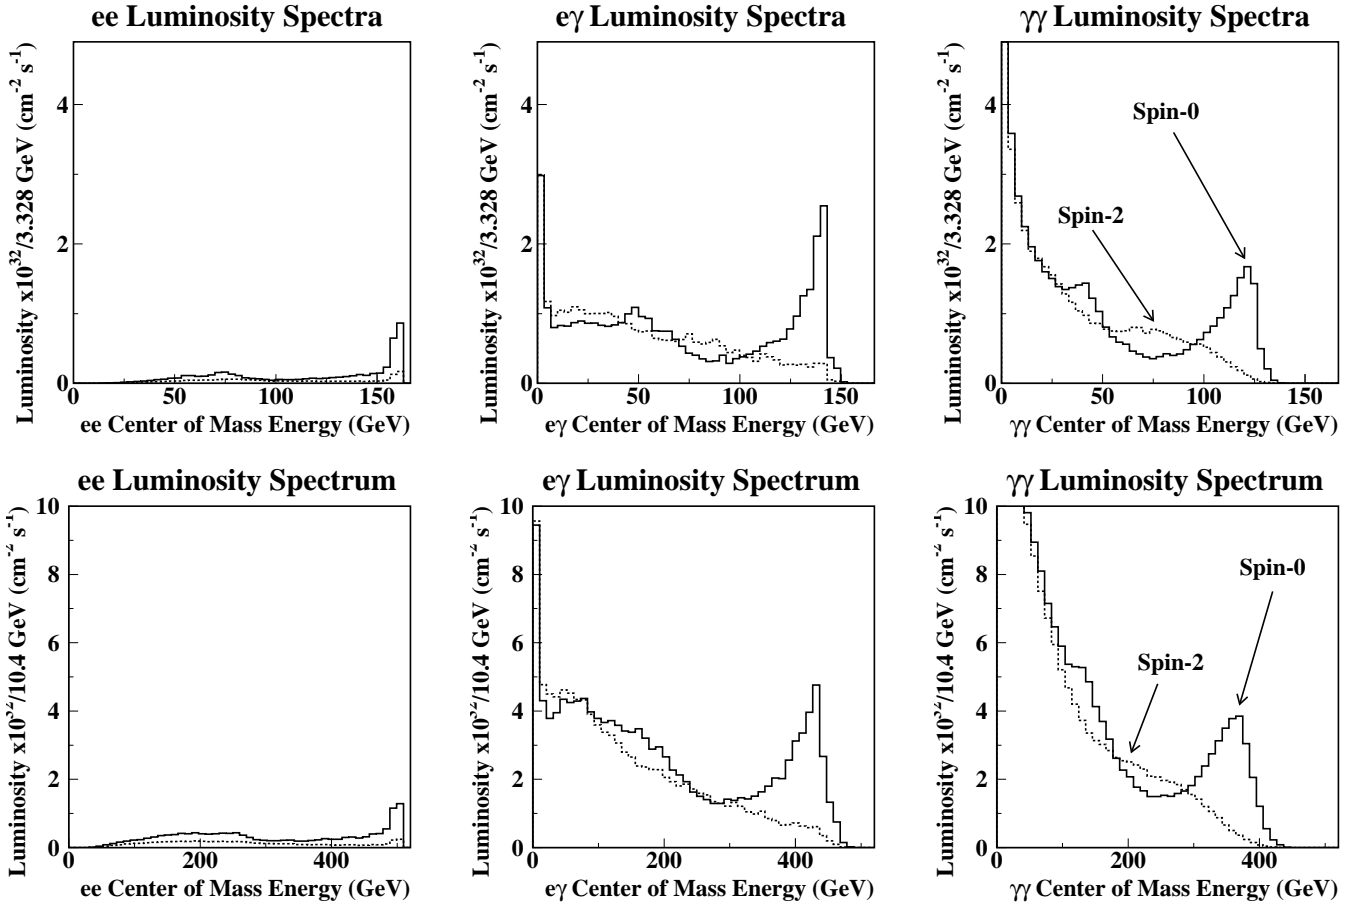 ee Luminosity Spectra
Luminosity x10³²/3.328 GeV (cm⁻² s⁻¹)
4
2
0
0 50 100 150
ee Center of Mass Energy (GeV)
eγ Luminosity Spectra
Luminosity x10³²/3.328 GeV (cm⁻² s⁻¹)
4
2
0
0 50 100 150
eγ Center of Mass Energy (GeV)
γγ Luminosity Spectra
Luminosity x10³²/3.328 GeV (cm⁻² s⁻¹)
4
2
0
Spin-0
Spin-2
0 50 100 150
γγ Center of Mass Energy (GeV)
ee Luminosity Spectrum
Luminosity x10³²/10.4 GeV (cm⁻² s⁻¹)
10
8
6
4
2
0
0 200 400
ee Center of Mass Energy (GeV)
eγ Luminosity Spectrum
Luminosity x10³²/10.4 GeV (cm⁻² s⁻¹)
10
8
6
4
2
0
0 200 400
eγ Center of Mass Energy (GeV)
γγ Luminosity Spectrum
Luminosity x10³²/10.4 GeV (cm⁻² s⁻¹)
10
8
6
4
2
0
Spin-0
Spin-2
0 200 400
γγ Center of Mass Energy (GeV)